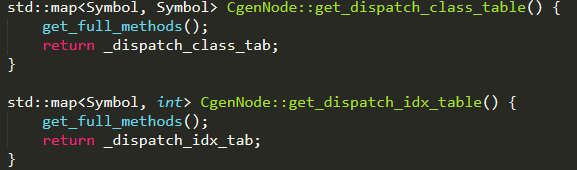 std::map<Symbol, Symbol> CgenNode::get_dispatch_class_table() {
    get_full_methods();
    return _dispatch_class_tab;
}

std::map<Symbol, int> CgenNode::get_dispatch_idx_table() {
    get_full_methods();
    return _dispatch_idx_tab;
}